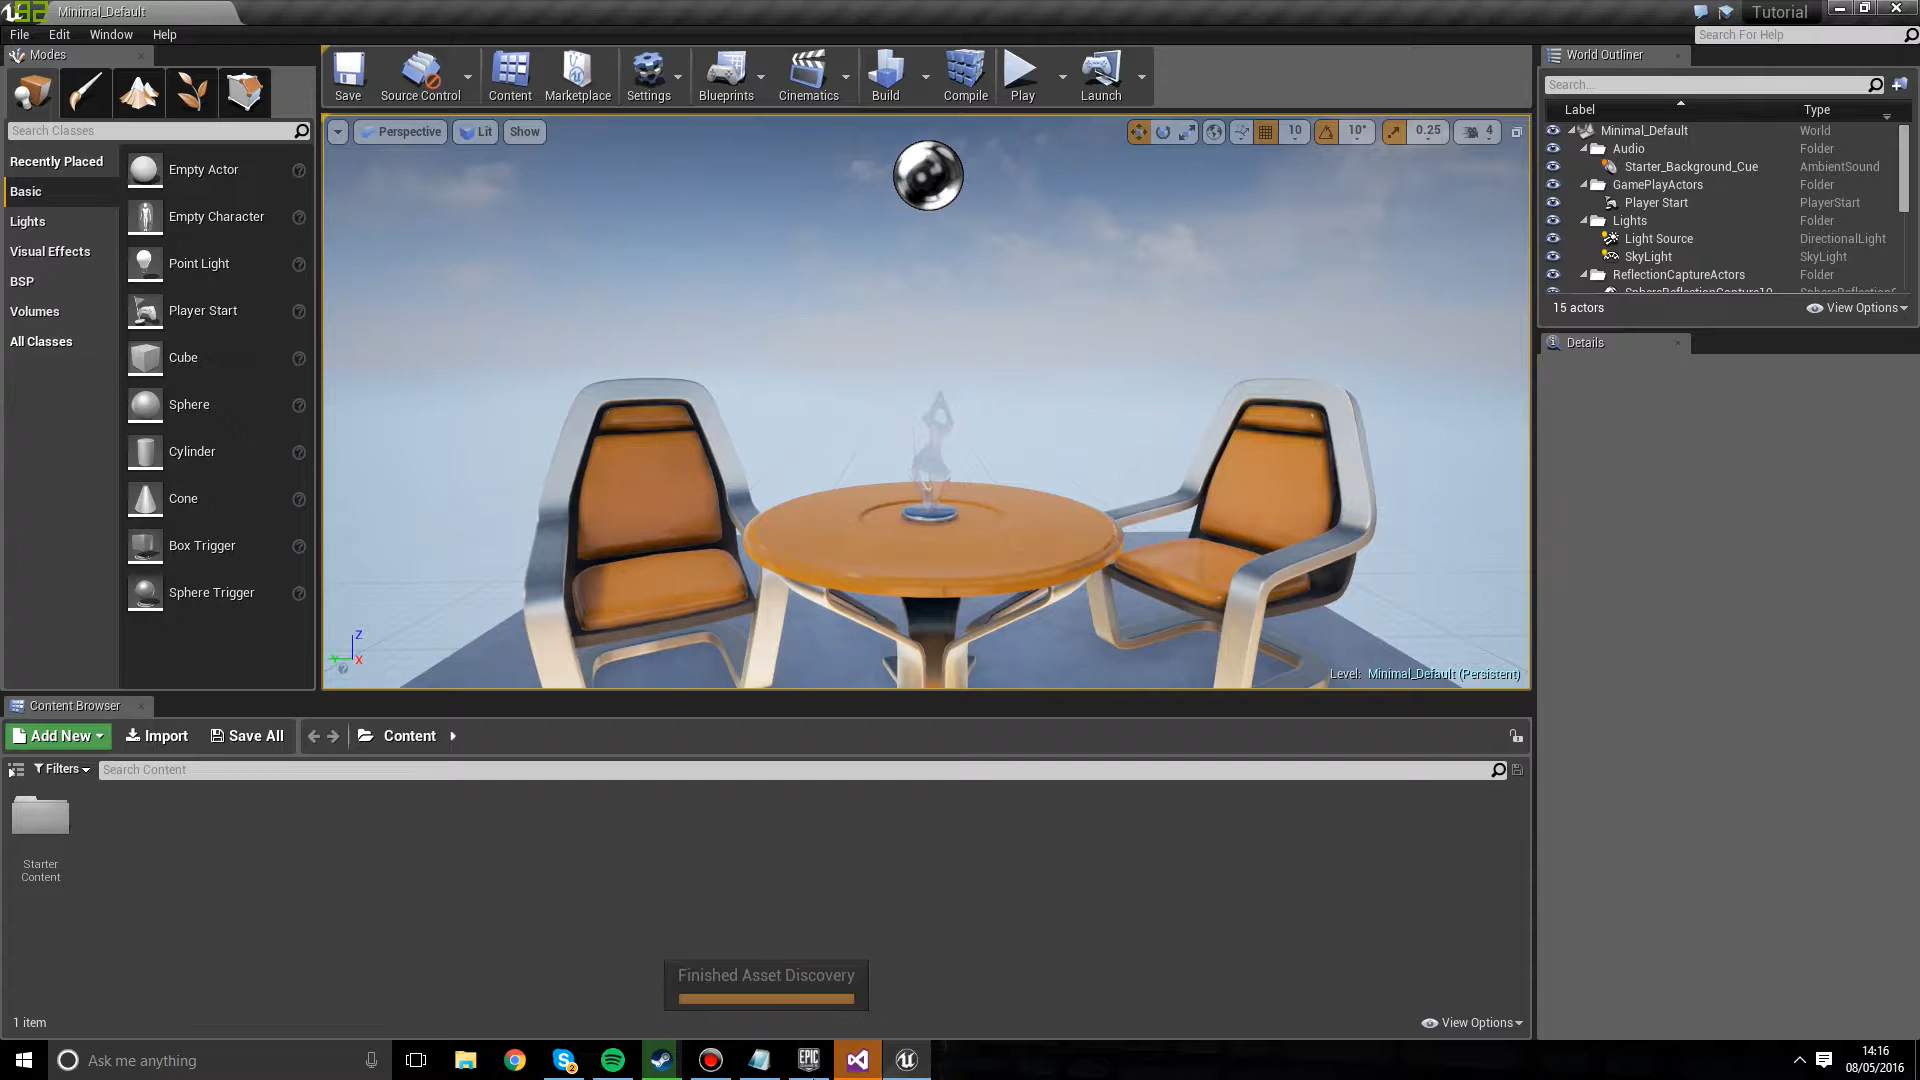 Minimal_Default
Tutorial
File Edit Window Help
Search For Help
Modes
Save
Source Control
Content
Marketplace
Settings
Blueprints
Cinematics
Build
Compile
Play
Launch
World Outliner
Search...
Label Type
Minimal_Default World
Audio Folder
Starter_Background_Cue AmbientSound
GamePlayActors Folder
Player Start PlayerStart
Lights Folder
Light Source DirectionalLight
SkyLight SkyLight
ReflectionCaptureActors Folder
SphereReflectionCapture10
15 actors
View Options
Details
Search Classes
Recently Placed
Basic
Lights
Visual Effects
BSP
Volumes
All Classes
Empty Actor
Empty Character
Point Light
Player Start
Cube
Sphere
Cylinder
Cone
Box Trigger
Sphere Trigger
Perspective
Lit
Show
10
10°
0.25
4
Z
X
Level: Minimal_Default (Persistent)
Content Browser
Add New
Import
Save All
Content
Filters
Search Content
Starter
Content
Finished Asset Discovery
1 item
View Options
Ask me anything
2
EPIC
14:16
08/05/2016